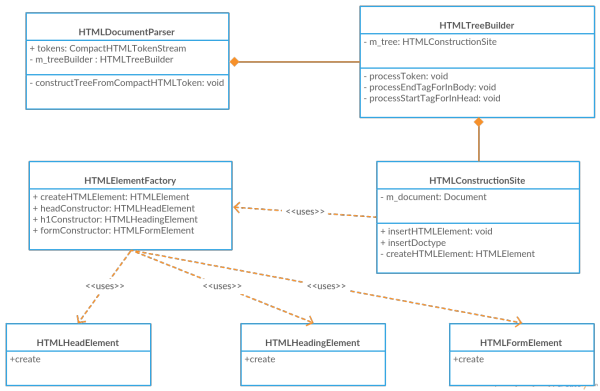 HTMLDocumentParser
+ tokens: CompactHTMLTokenStream
- m_treeBuilder : HTMLTreeBuilder
- constructTreeFromCompactHTMLToken: void
HTMLTreeBuilder
- m_tree: HTMLConstructionSite
- processToken: void
- processEndTagForInBody: void
- processStartTagForInHead: void
HTMLElementFactory
+ createHTMLElement: HTMLElement
+ headConstructor: HTMLHeadElement
+ h1Constructor: HTMLHeadingElement
+ formConstructor: HTMLFormElement
<<uses>>
HTMLConstructionSite
- m_document: Document
+ insertHTMLElement: void
+ insertDoctype
- createHTMLElement: HTMLElement
<<uses>>
<<uses>>
<<uses>>
HTMLHeadElement
+create
HTMLHeadingElement
+create
HTMLFormElement
+create